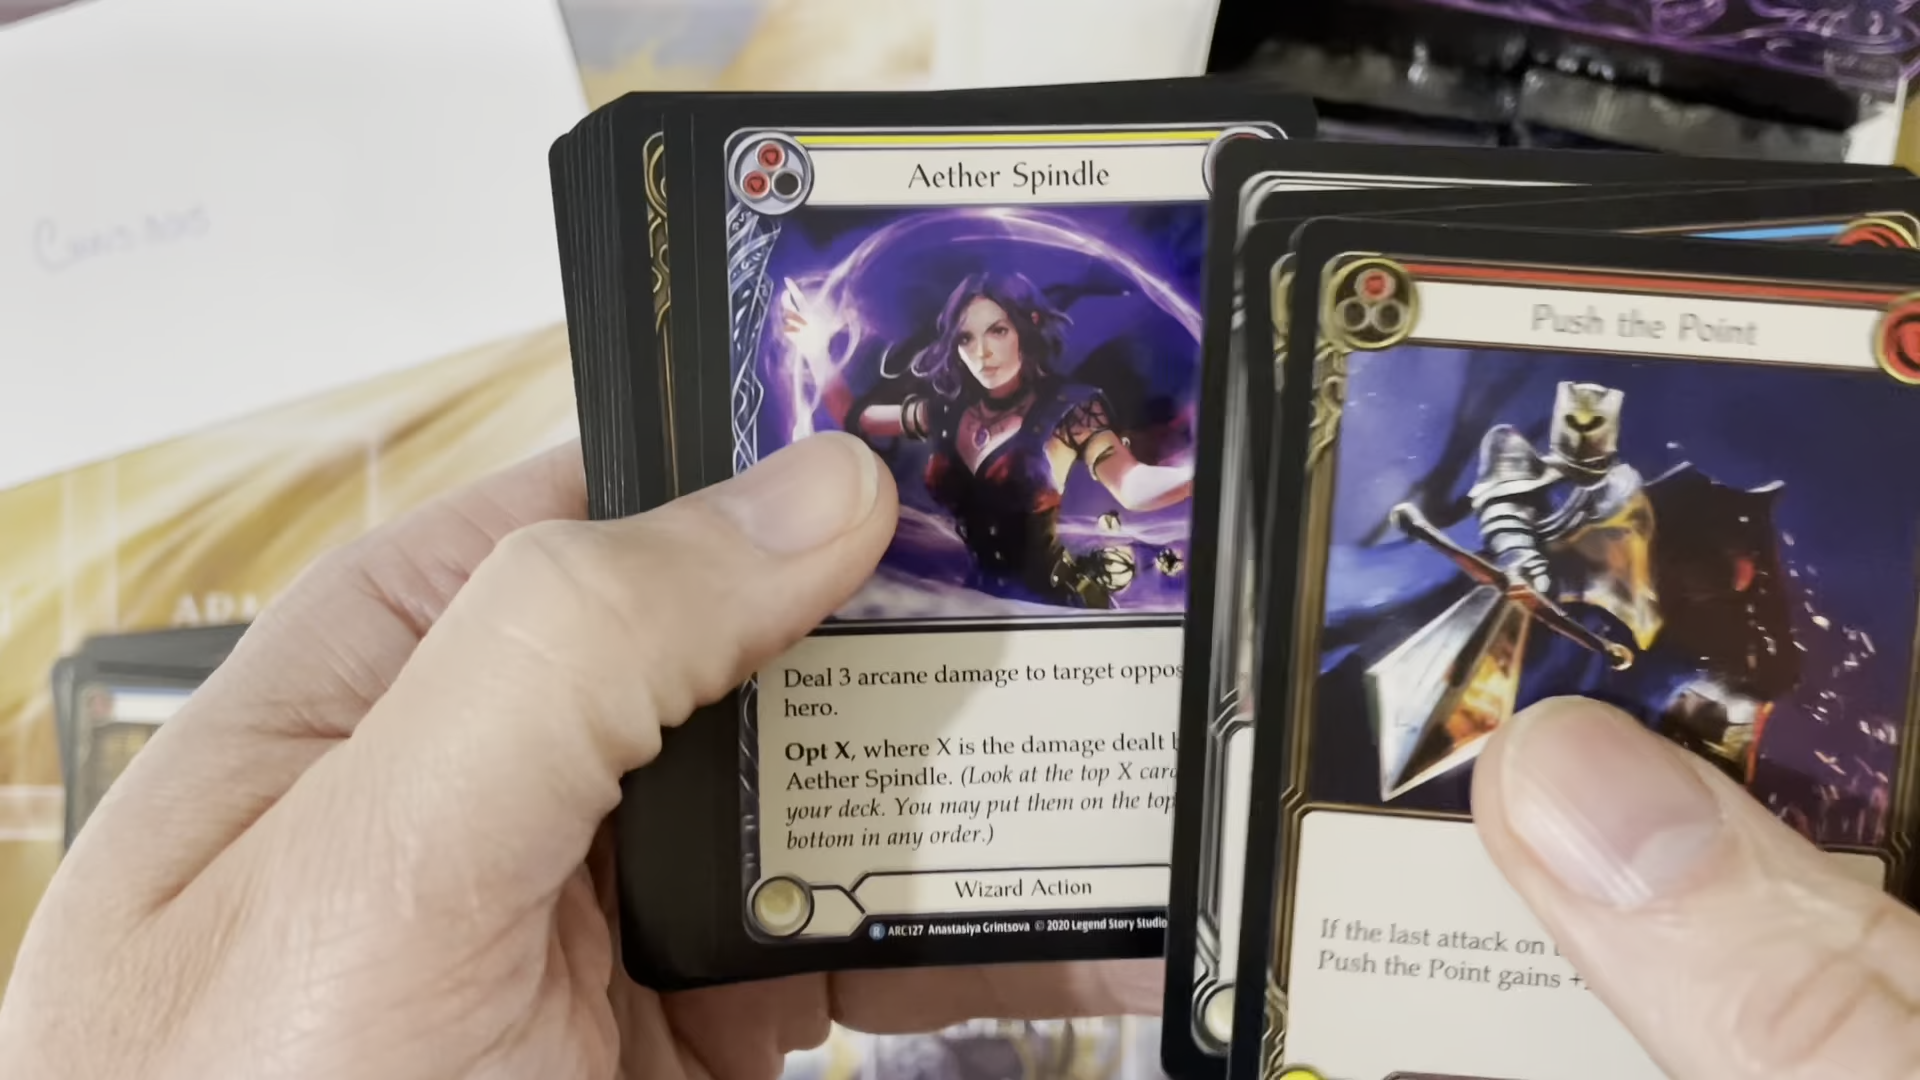 Aether Spindle
Deal 3 arcane damage to target oppos
hero.
Opt X, where X is the damage dealt
Aether Spindle. (Look at the top X card
your deck. You may put them on the top
bottom in any order.)
Wizard Action
R ARC127 Anastasiya Grintsova © 2020 Legend Story Studio
Push the Point
If the last attack on
Push the Point gains +